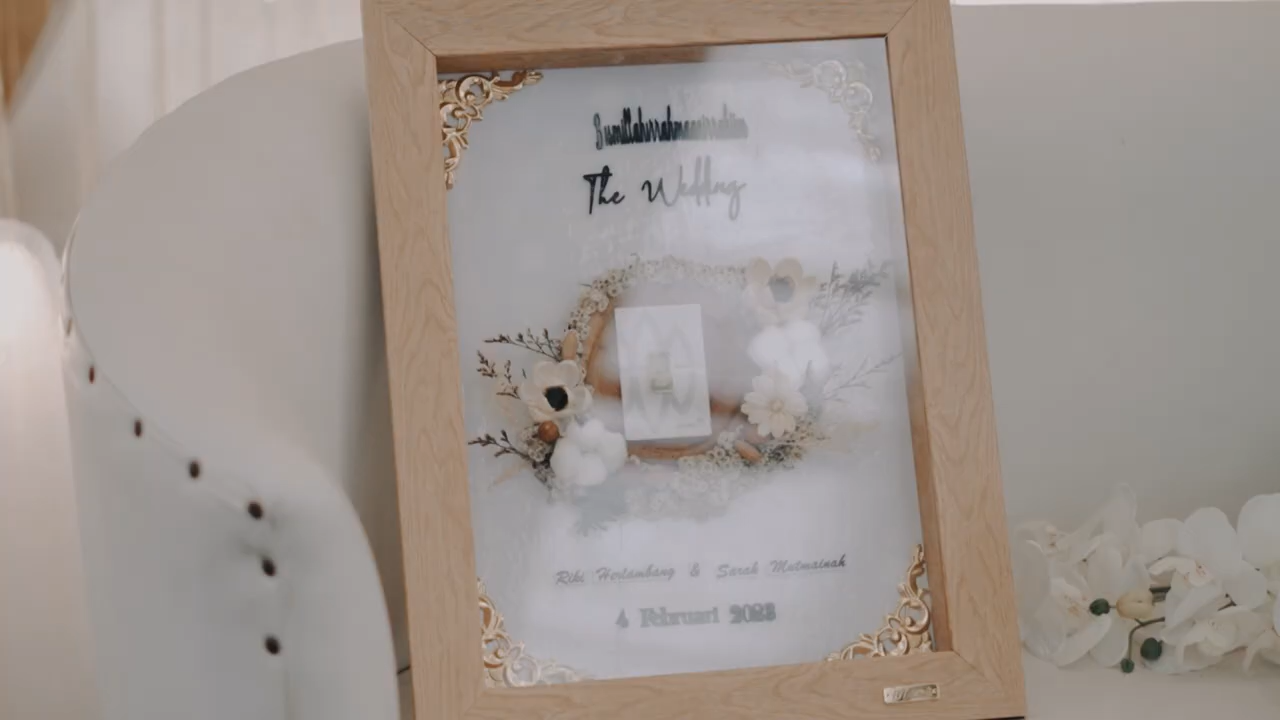 Bismillahirrahmanirrahim
The Wedding
Riki Herlambang & Sarah Mutmainah
4 Februari 2023